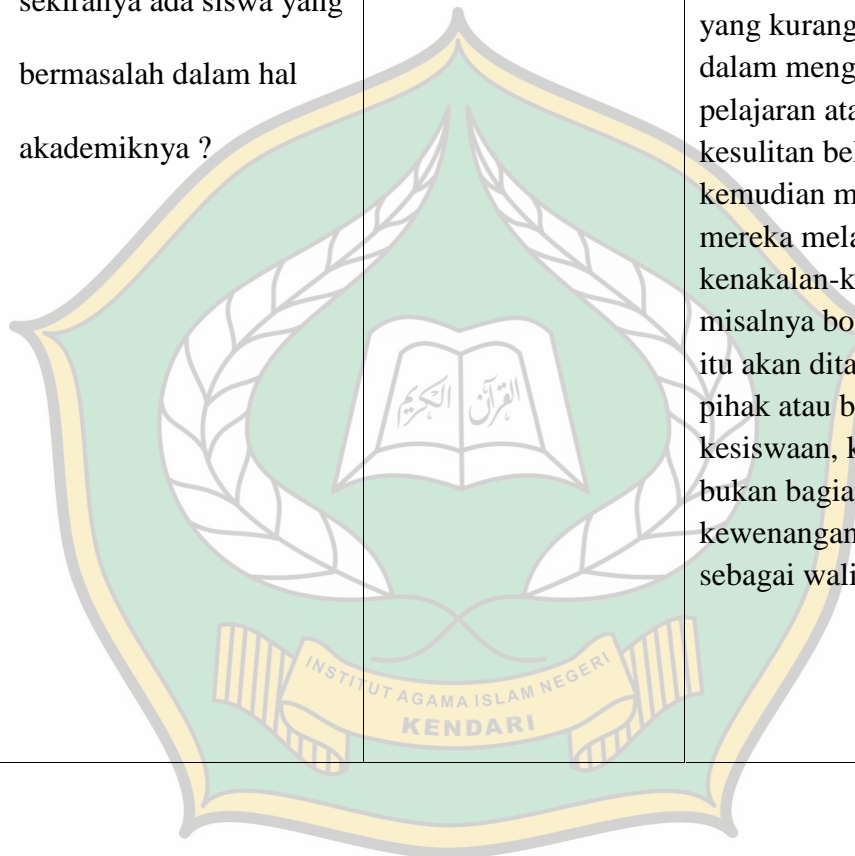 sekiranya ada siswa yang
bermasalah dalam hal
akademiknya ?
yang kurang
dalam meng
pelajaran ata
kesulitan bel
kemudian m
mereka mela
kenakalan-k
misalnya bo
itu akan dita
pihak atau b
kesiswaan, k
bukan bagia
kewenangan
sebagai wali
القرآن الكريم
INSTITUT AGAMA ISLAM NEGERI
KENDARI